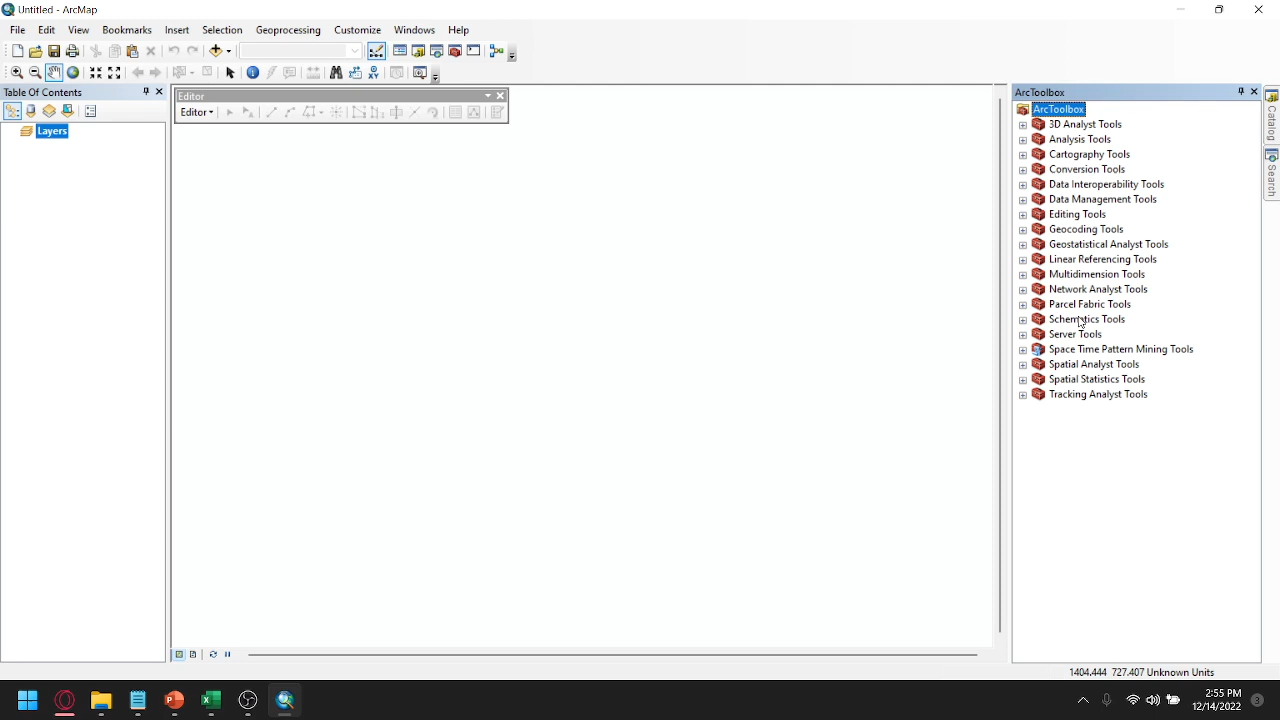 Untitled - ArcMap
File Edit View Bookmarks Insert Selection Geoprocessing Customize Windows Help
Table Of Contents
Layers
Editor
Editor
ArcToolbox
ArcToolbox
3D Analyst Tools
Analysis Tools
Cartography Tools
Conversion Tools
Data Interoperability Tools
Data Management Tools
Editing Tools
Geocoding Tools
Geostatistical Analyst Tools
Linear Referencing Tools
Multidimension Tools
Network Analyst Tools
Parcel Fabric Tools
Schematics Tools
Server Tools
Space Time Pattern Mining Tools
Spatial Analyst Tools
Spatial Statistics Tools
Tracking Analyst Tools
Catalog
Search
1404.444 727.407 Unknown Units
2:55 PM
12/14/2022
3